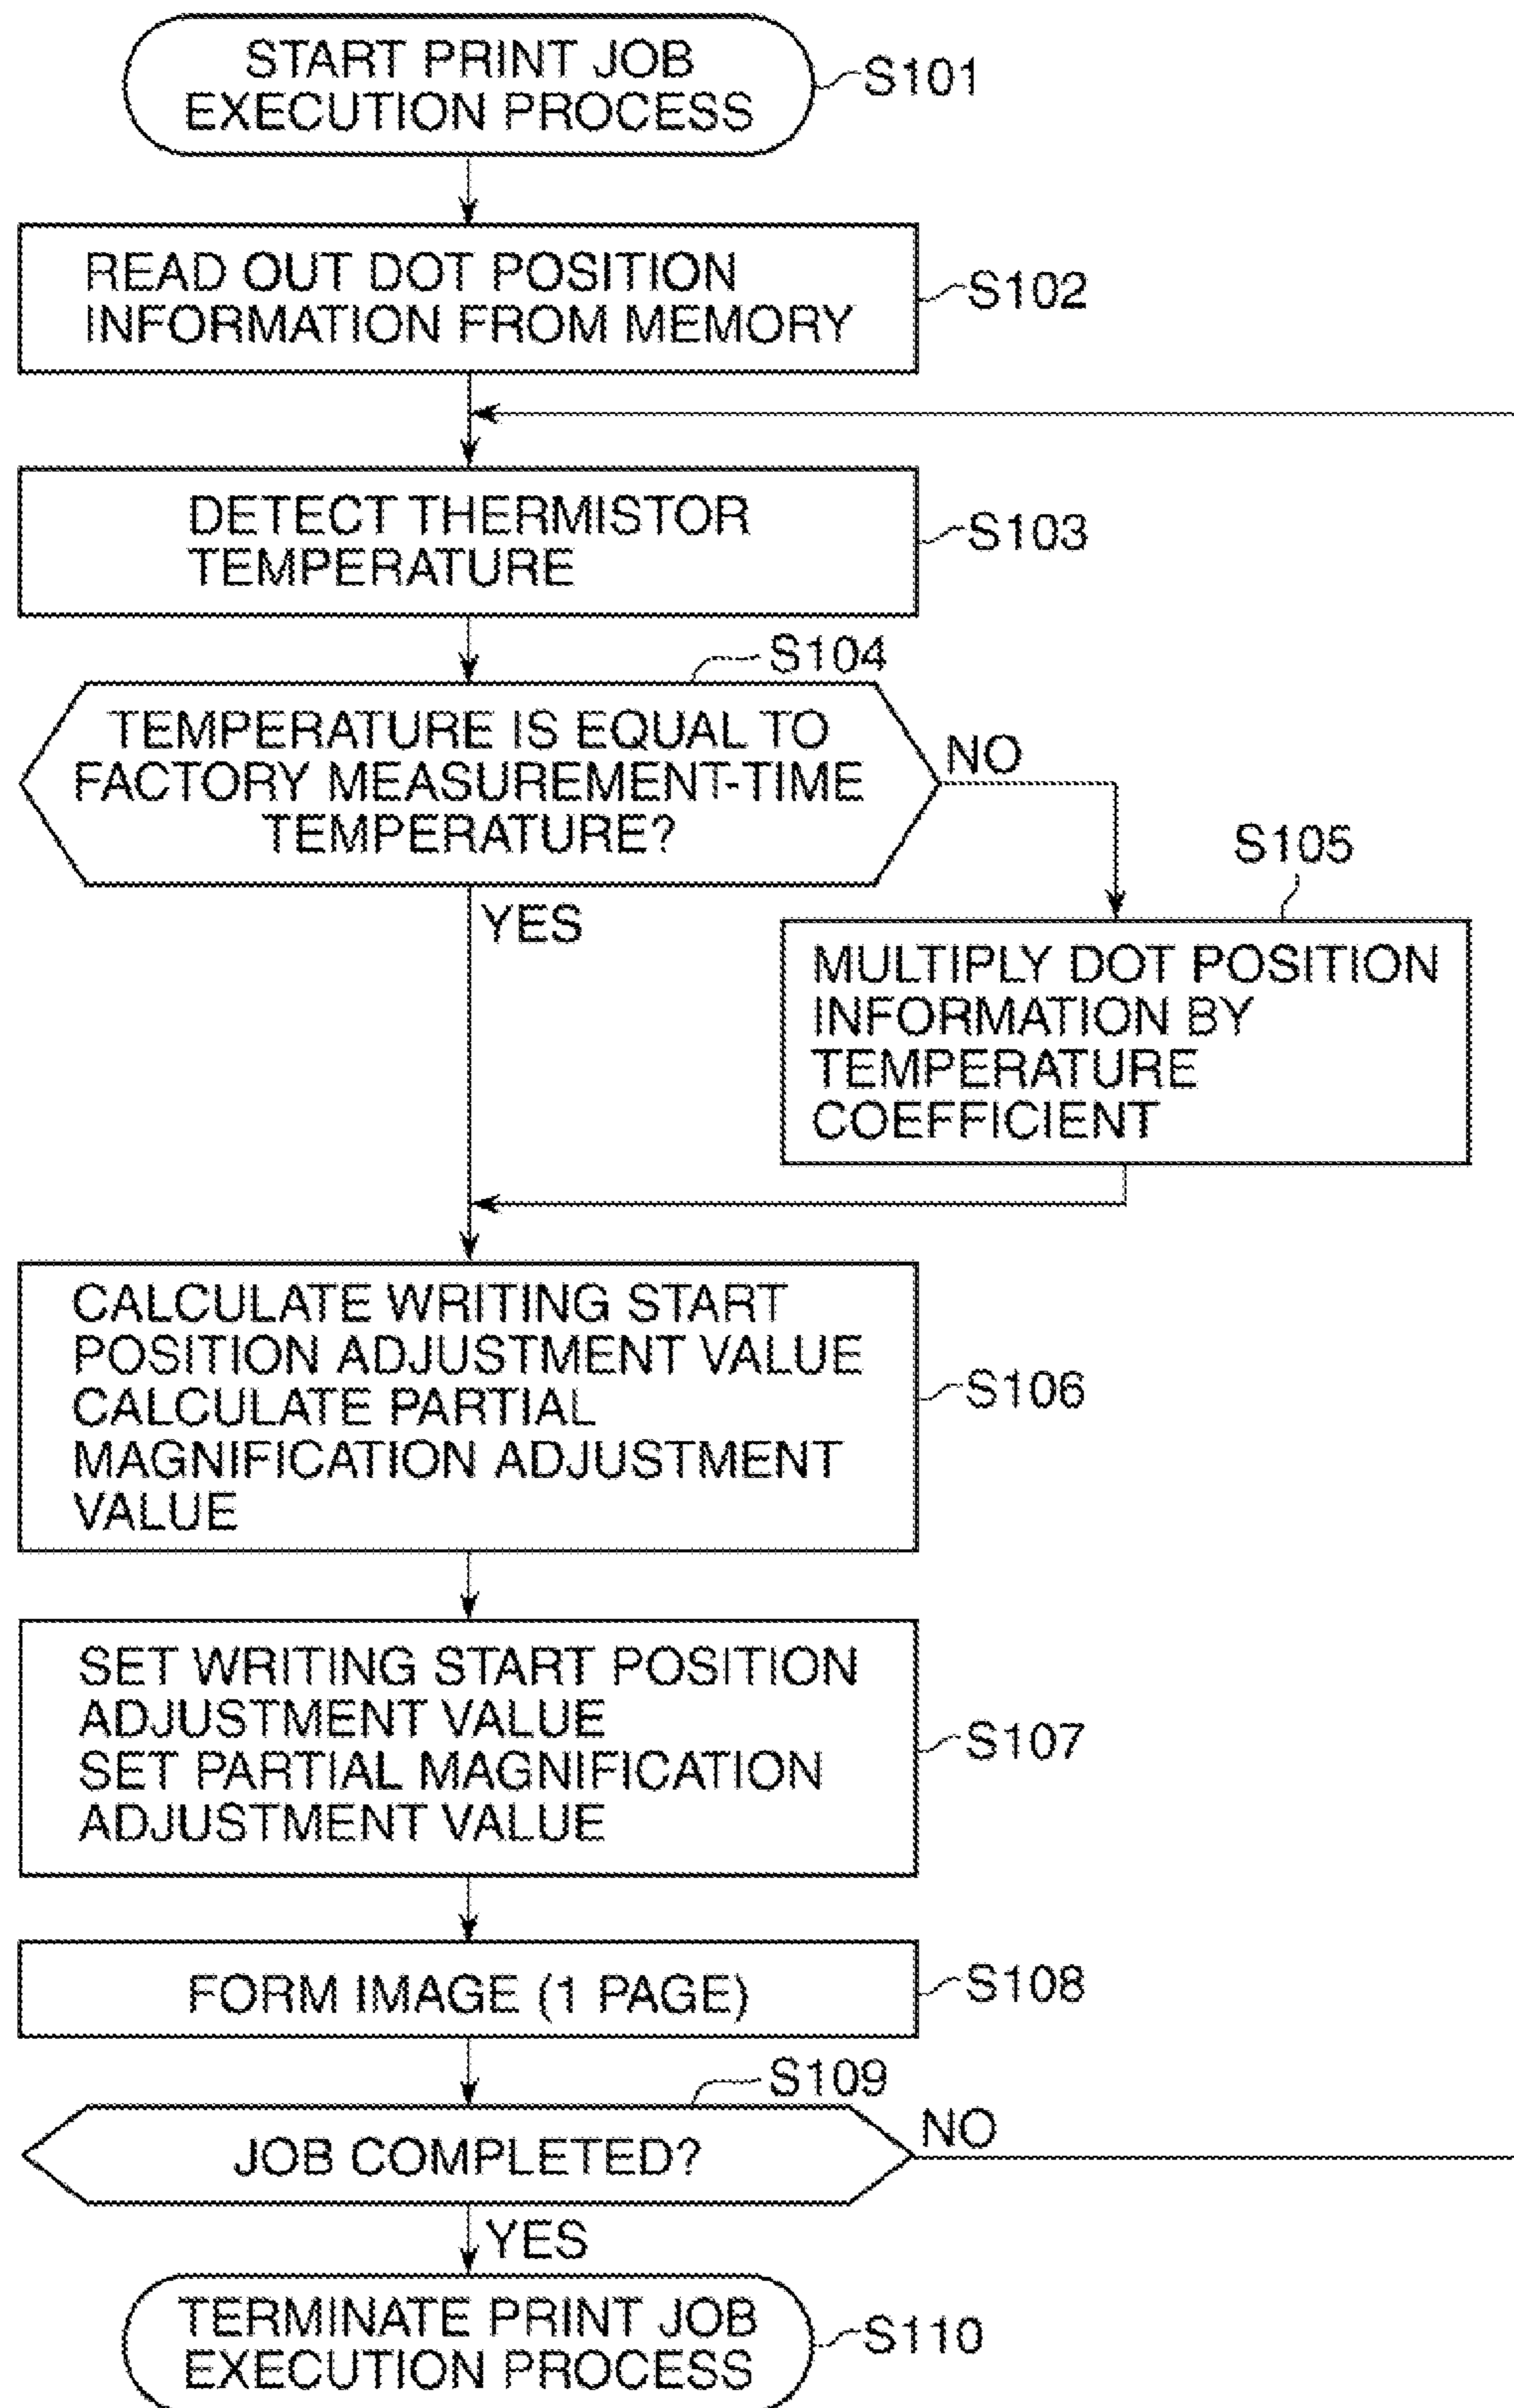 START PRINT JOB
EXECUTION PROCESS
S101
READ OUT DOT POSITION
INFORMATION FROM MEMORY
S102
DETECT THERMISTOR
TEMPERATURE
S103
S104
TEMPERATURE IS EQUAL TO
FACTORY MEASUREMENT-TIME
TEMPERATURE?
NO
YES
S105
MULTIPLY DOT POSITION
INFORMATION BY
TEMPERATURE
COEFFICIENT
CALCULATE WRITING START
POSITION ADJUSTMENT VALUE
CALCULATE PARTIAL
MAGNIFICATION ADJUSTMENT
VALUE
S106
SET WRITING START POSITION
ADJUSTMENT VALUE
SET PARTIAL MAGNIFICATION
ADJUSTMENT VALUE
S107
FORM IMAGE (1 PAGE)
S108
S109
JOB COMPLETED?
NO
YES
TERMINATE PRINT JOB
EXECUTION PROCESS
S110